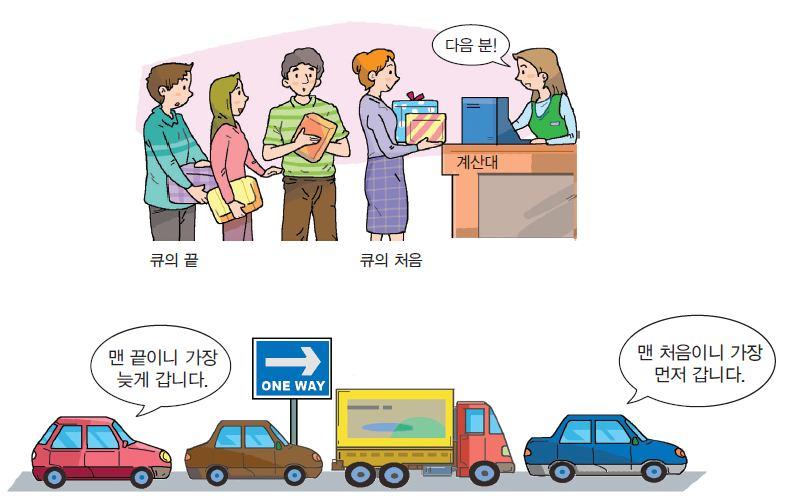 다음 분!
계산대
큐의 끝
큐의 처음
맨 끝이니 가장
늦게 갑니다.
ONE WAY
맨 처음이니 가장
먼저 갑니다.